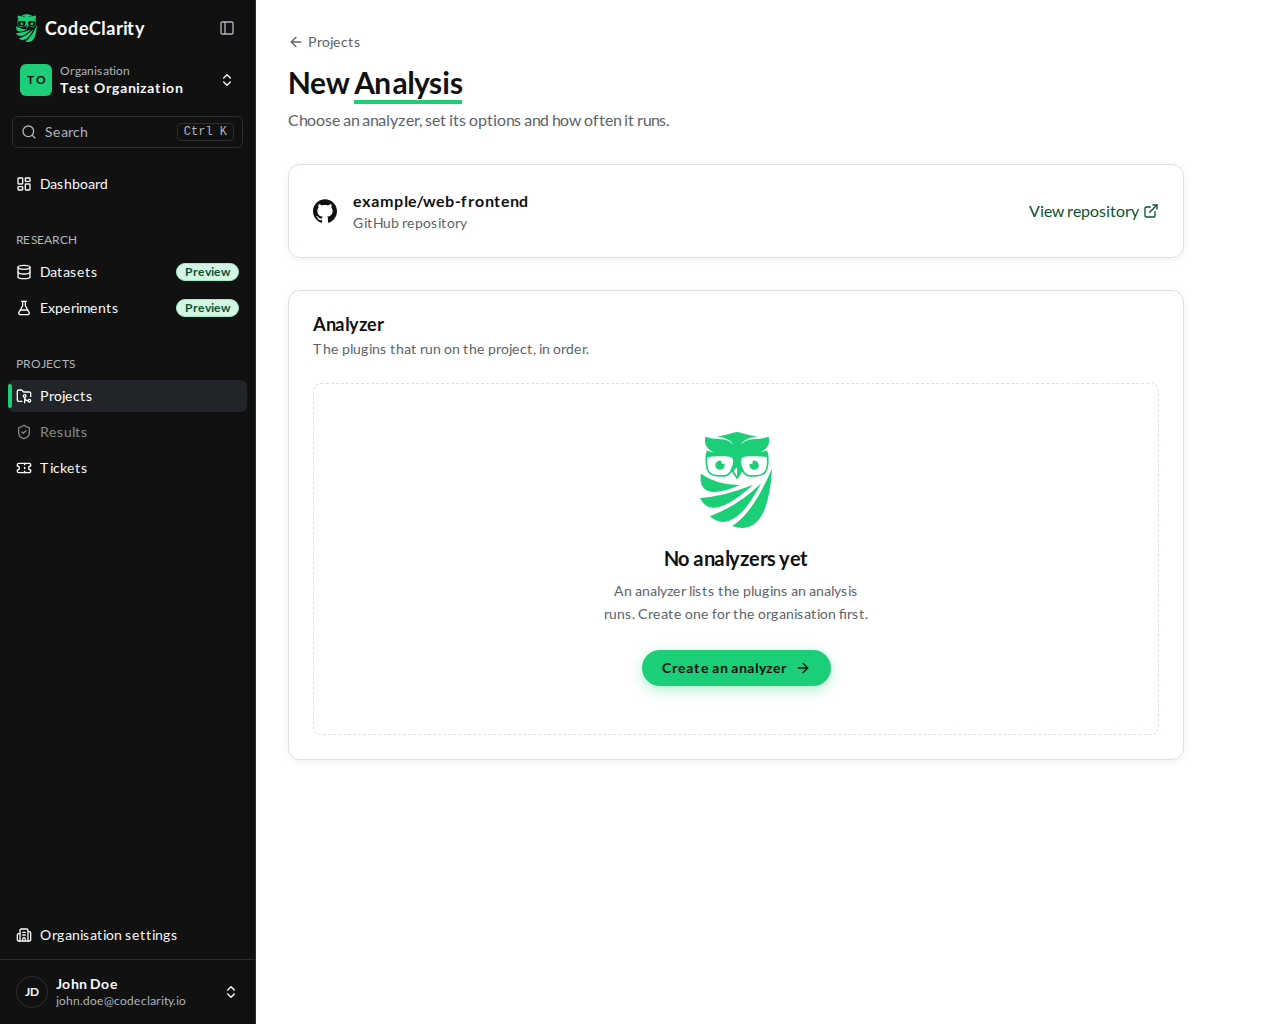 CodeClarity
TO
Organisation
Test Organization
Search
Ctrl K
Dashboard
RESEARCH
Datasets
Preview
Experiments
Preview
PROJECTS
Projects
Results
Tickets
Organisation settings
JD
John Doe
john.doe@codeclarity.io
Projects
New Analysis
Choose an analyzer, set its options and how often it runs.
example/web-frontend
GitHub repository
View repository
Analyzer
The plugins that run on the project, in order.
No analyzers yet
An analyzer lists the plugins an analysis
runs. Create one for the organisation first.
Create an analyzer